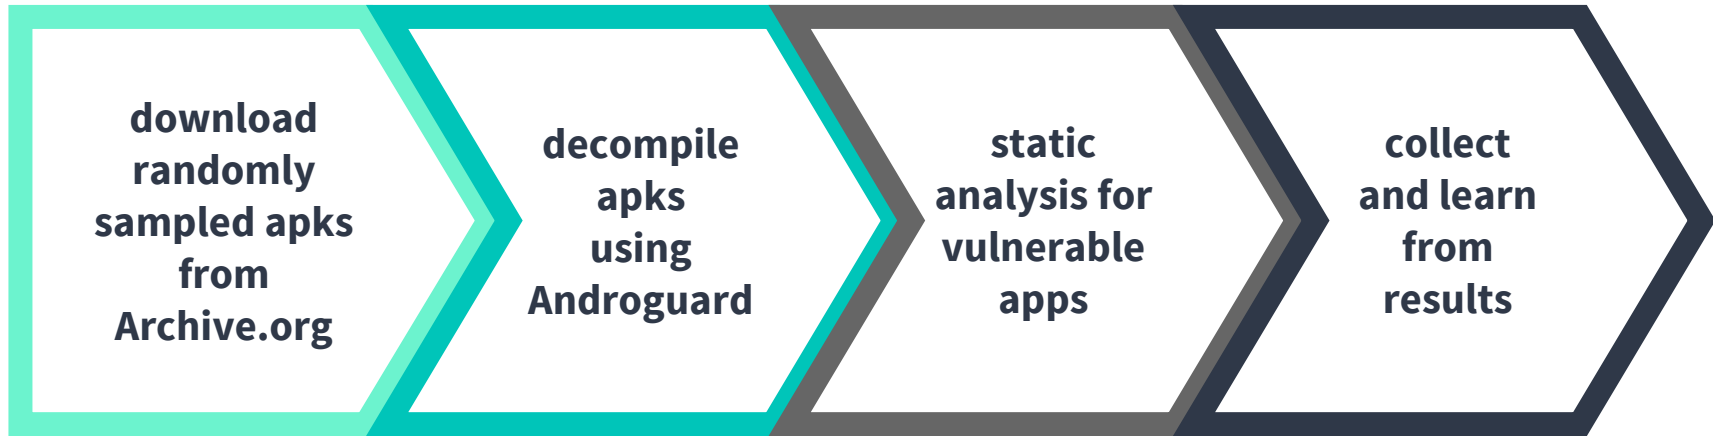 download
randomly
sampled apks
from
Archive.org
decompile
apks
using
Androguard
static
analysis for
vulnerable
apps
collect
and learn
from
results